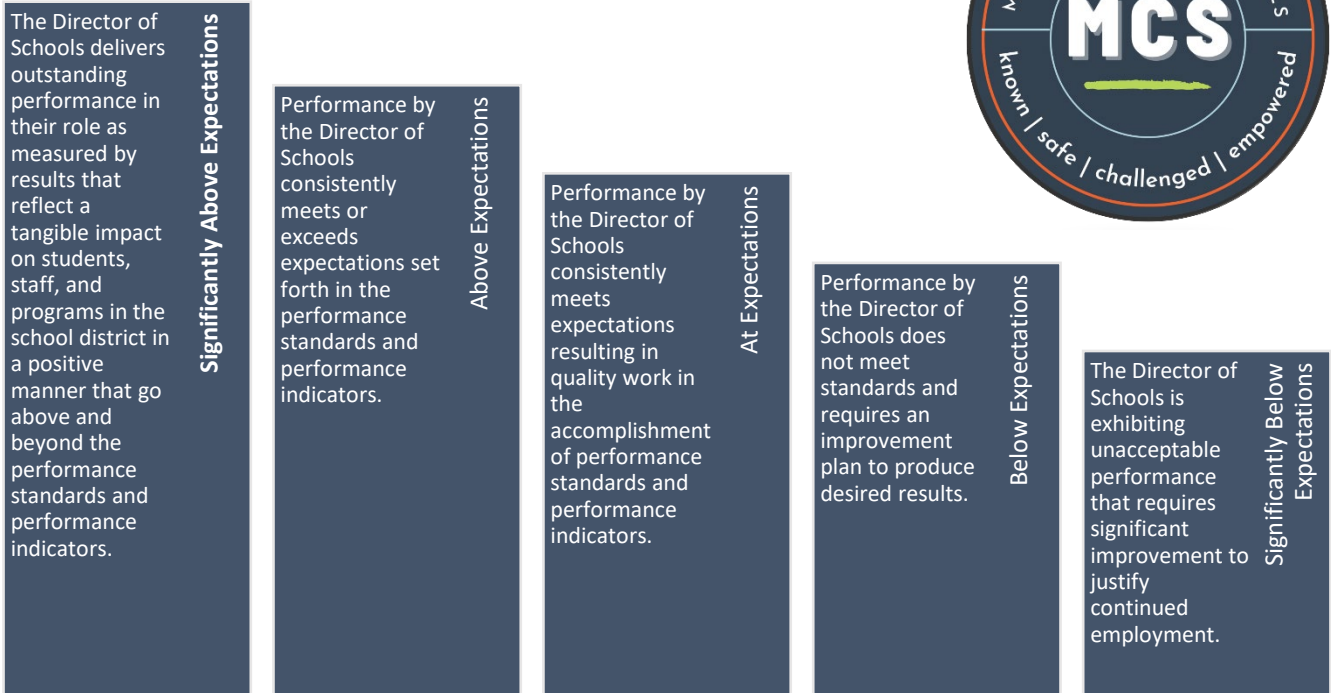 The Director of
Schools delivers
outstanding
performance in
their role as
measured by
results that
reflect a
tangible impact
on students,
staff, and
programs in the
school district in
a positive
manner that go
above and
beyond the
performance
standards and
performance
indicators.
Significantly Above Expectations
Performance by
the Director of
Schools
consistently
meets or
exceeds
expectations set
forth in the
performance
standards and
performance
indicators.
Above Expectations
Performance by
the Director of
Schools
consistently
meets
expectations
resulting in
quality work in
the
accomplishment
of performance
standards and
performance
indicators.
At Expectations
Performance by
the Director of
Schools does
not meet
standards and
requires an
improvement
plan to produce
desired results.
Below Expectations
The Director of
Schools is
exhibiting
unacceptable
performance
that requires
significant
improvement to
justify
continued
employment.
Significantly Below
Expectations
MCS
known | safe | challenged | empowered